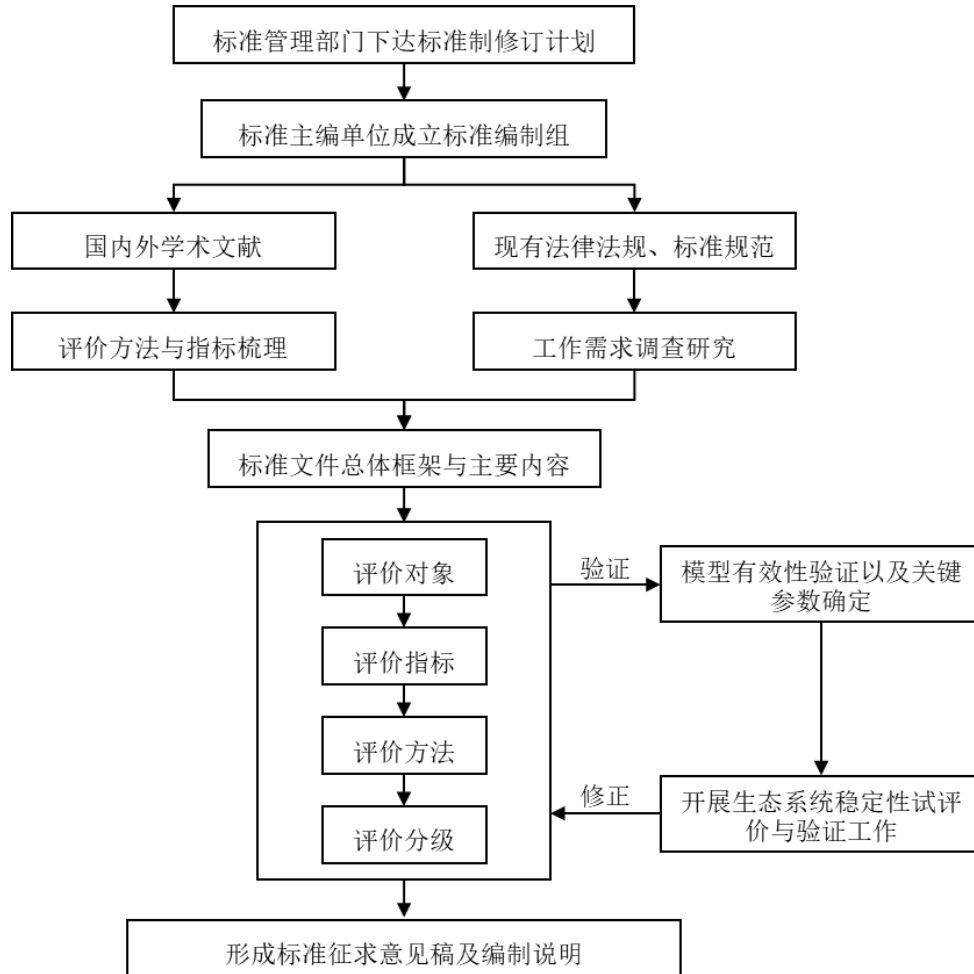 标准管理部门下达标准制修订计划
标准主编单位成立标准编制组
国内外学术文献
现有法律法规、标准规范
评价方法与指标梳理
工作需求调查研究
标准文件总体框架与主要内容
评价对象
验证
模型有效性验证以及关键
参数确定
评价指标
评价方法
修正
开展生态系统稳定性试评
价与验证工作
评价分级
形成标准征求意见稿及编制说明